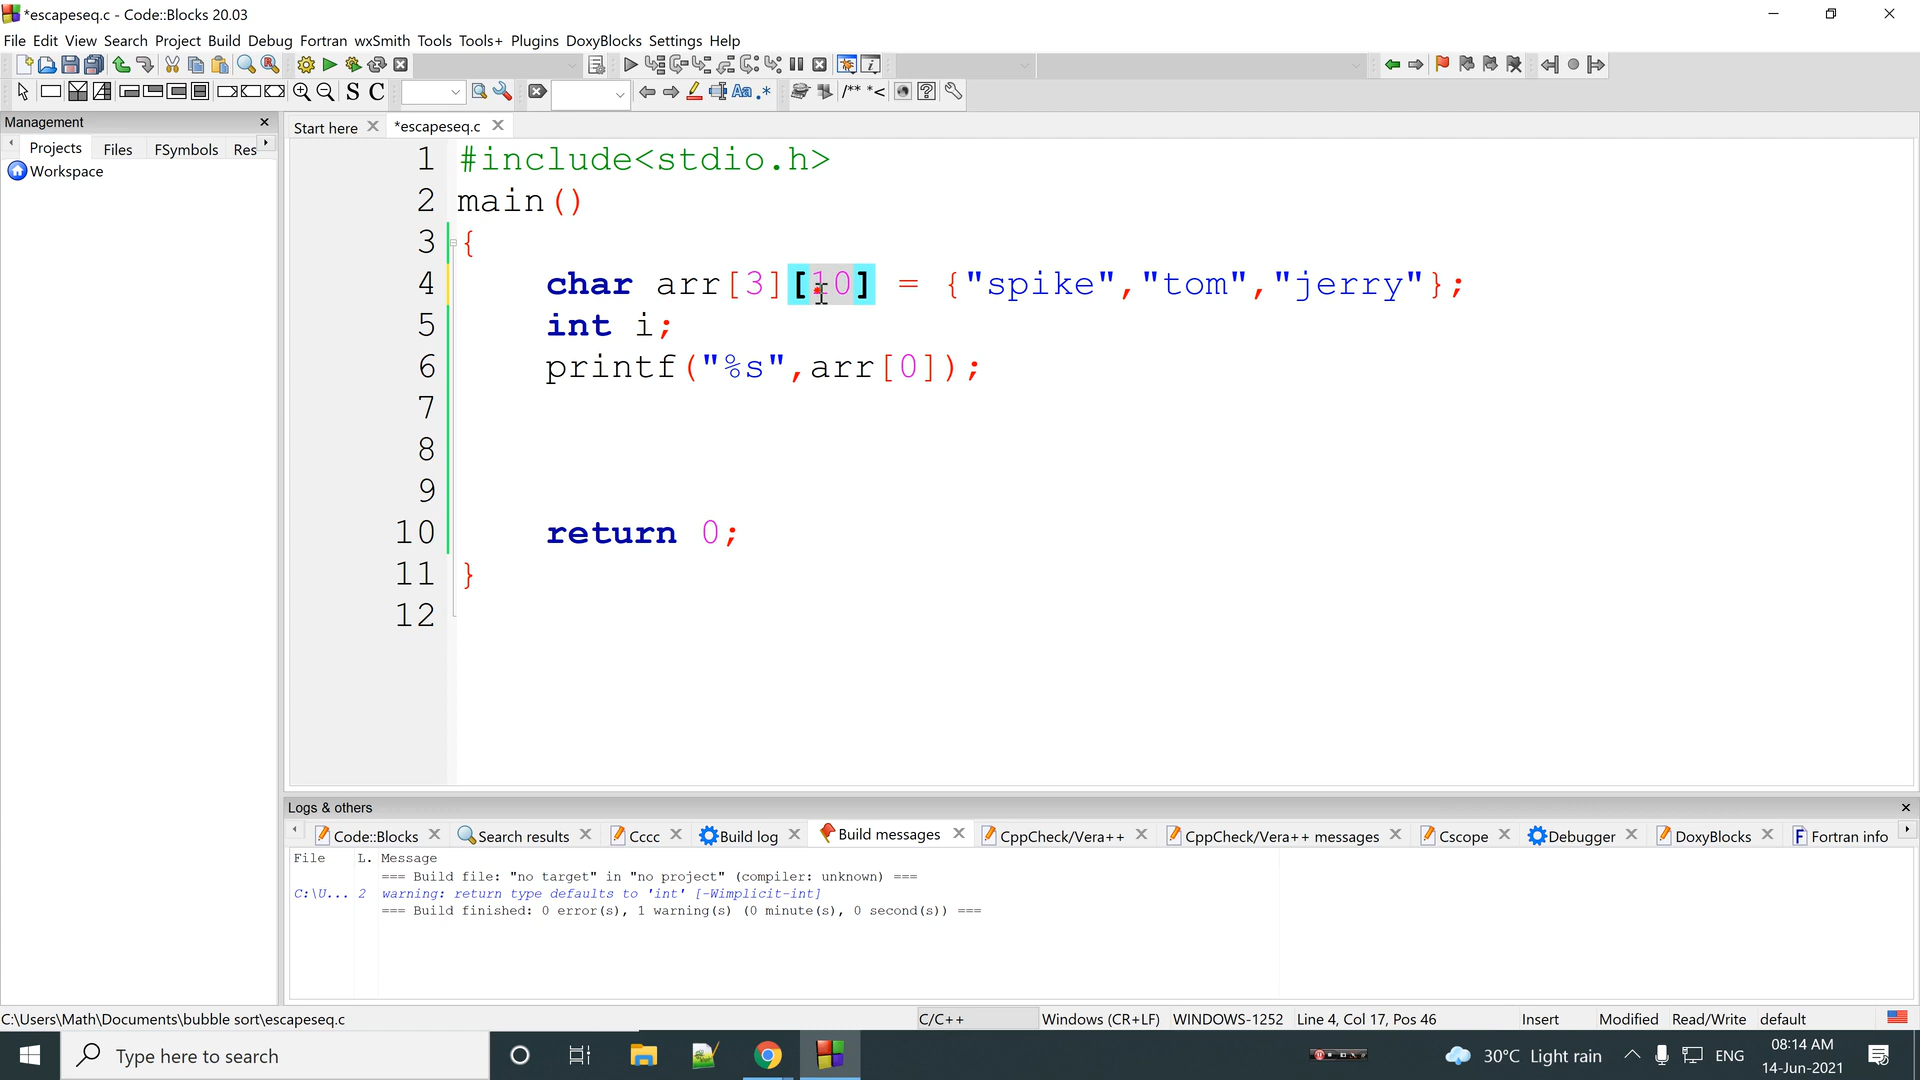 *escapeseq.c - Code::Blocks 20.03
File Edit View Search Project Build Debug Fortran wxSmith Tools Tools+ Plugins DoxyBlocks Settings Help
S C Aa .* /** *<
Management
Projects Files FSymbols Res
Workspace
Start here *escapeseq.c
1 #include<stdio.h>
2 main()
3 {
4 char arr[3][10] = {"spike","tom","jerry"};
5 int i;
6 printf("%s",arr[0]);
7
8
9
10 return 0;
11 }
12
Logs & others
Code::Blocks Search results Cccc Build log Build messages CppCheck/Vera++ CppCheck/Vera++ messages Cscope Debugger DoxyBlocks Fortran info
File L. Message
=== Build file: "no target" in "no project" (compiler: unknown) ===
C:\U... 2 warning: return type defaults to 'int' [-Wimplicit-int]
=== Build finished: 0 error(s), 1 warning(s) (0 minute(s), 0 second(s)) ===
C:\Users\Math\Documents\bubble sort\escapeseq.c C/C++ Windows (CR+LF) WINDOWS-1252 Line 4, Col 17, Pos 46 Insert Modified Read/Write default
Type here to search 30°C Light rain ENG 08:14 AM
14-Jun-2021